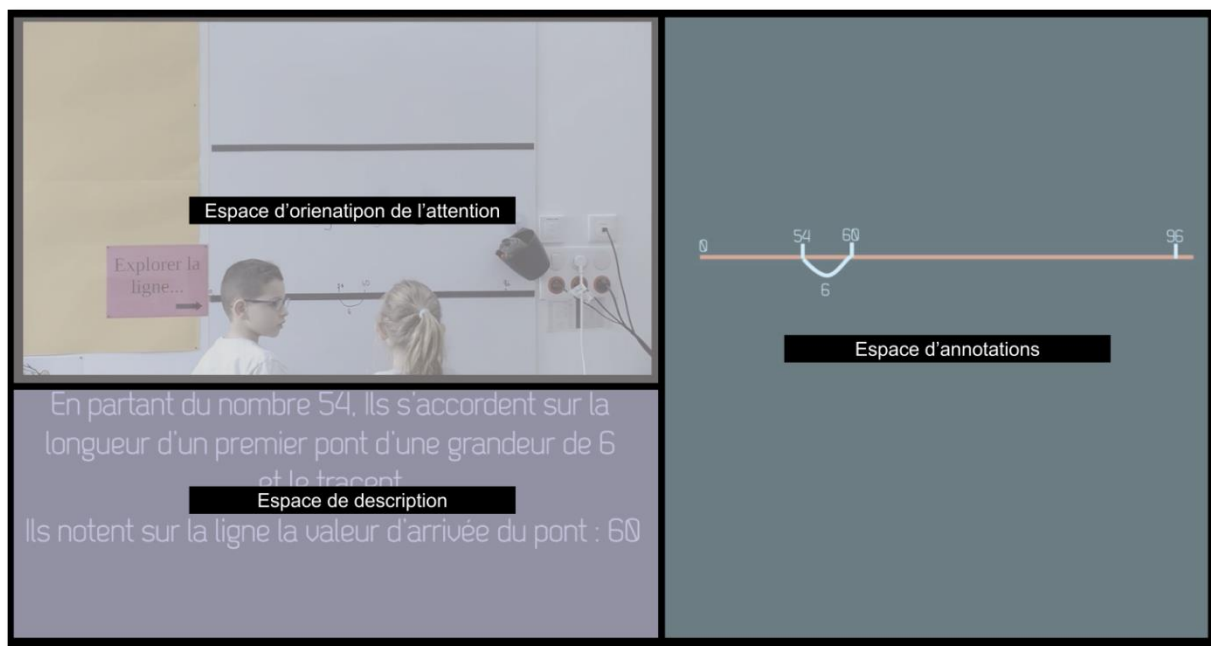 Espace d'orienatipon de l'attention
Explorer la
ligne...
En partant du nombre 54, Ils s'accordent sur la
longueur d'un premier pont d'une grandeur de 6
et le tracent
Espace de description
Ils notent sur la ligne la valeur d'arrivée du pont : 60
0
54
60
96
6
Espace d'annotations